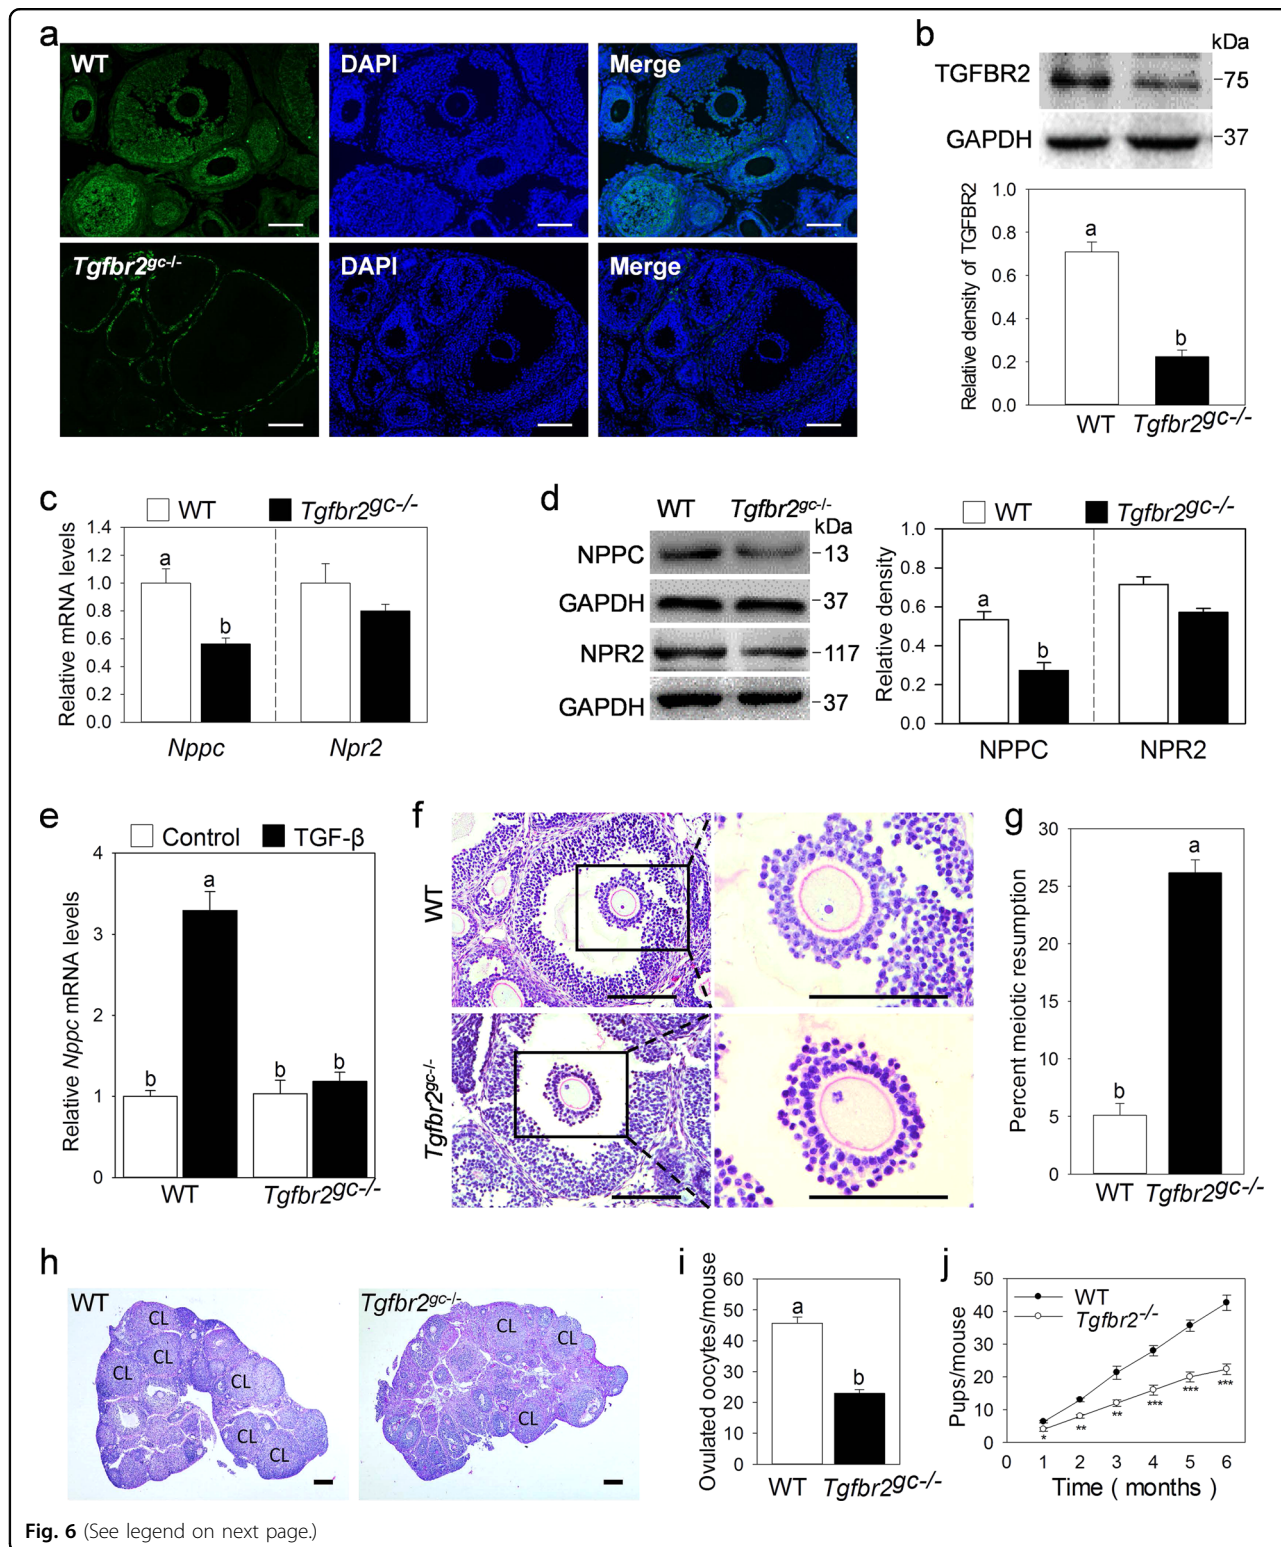 a
WT
DAPI
Merge
Tgfbr2gc-/-
DAPI
Merge
b
kDa
TGFBR2
-75
GAPDH
-37
Relative density of TGFBR2
1.0
0.8
0.6
0.4
0.2
0.0
a
b
WT
Tgfbr2gc-/-
c
WT
Tgfbr2gc-/-
Relative mRNA levels
1.4
1.2
1.0
0.8
0.6
0.4
0.2
0.0
a
b
Nppc
Npr2
d
WT
Tgfbr2gc-/-
kDa
NPPC
-13
GAPDH
-37
NPR2
-117
GAPDH
-37
WT
Tgfbr2gc-/-
Relative density
1.0
0.8
0.6
0.4
0.2
0.0
a
b
NPPC
NPR2
e
Control
TGF-β
Relative Nppc mRNA levels
4
3
2
1
0
b
a
b
b
WT
Tgfbr2gc-/-
f
WT
Tgfbr2gc-/-
g
Percent meiotic resumption
30
25
20
15
10
5
0
b
a
WT
Tgfbr2gc-/-
h
WT
CL
CL
CL
CL
CL
CL
Tgfbr2gc-/-
CL
CL
CL
i
Ovulated oocytes/mouse
60
50
40
30
20
10
0
a
b
WT
Tgfbr2gc-/-
j
Pups/mouse
50
40
30
20
10
0
WT
Tgfbr2-/-
*
**
**
***
***
***
0 1 2 3 4 5 6
Time ( months )
Fig. 6 (See legend on next page.)